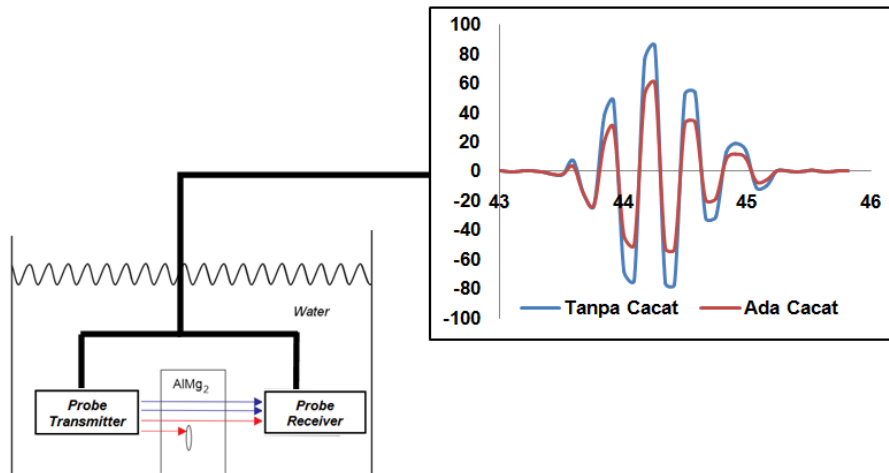 100
80
60
40
20
0
-20
-40
-60
-80
-100
43 44 45 46
Tanpa Cacat Ada Cacat
Water
AlMg2
Probe
Transmitter
Probe
Receiver